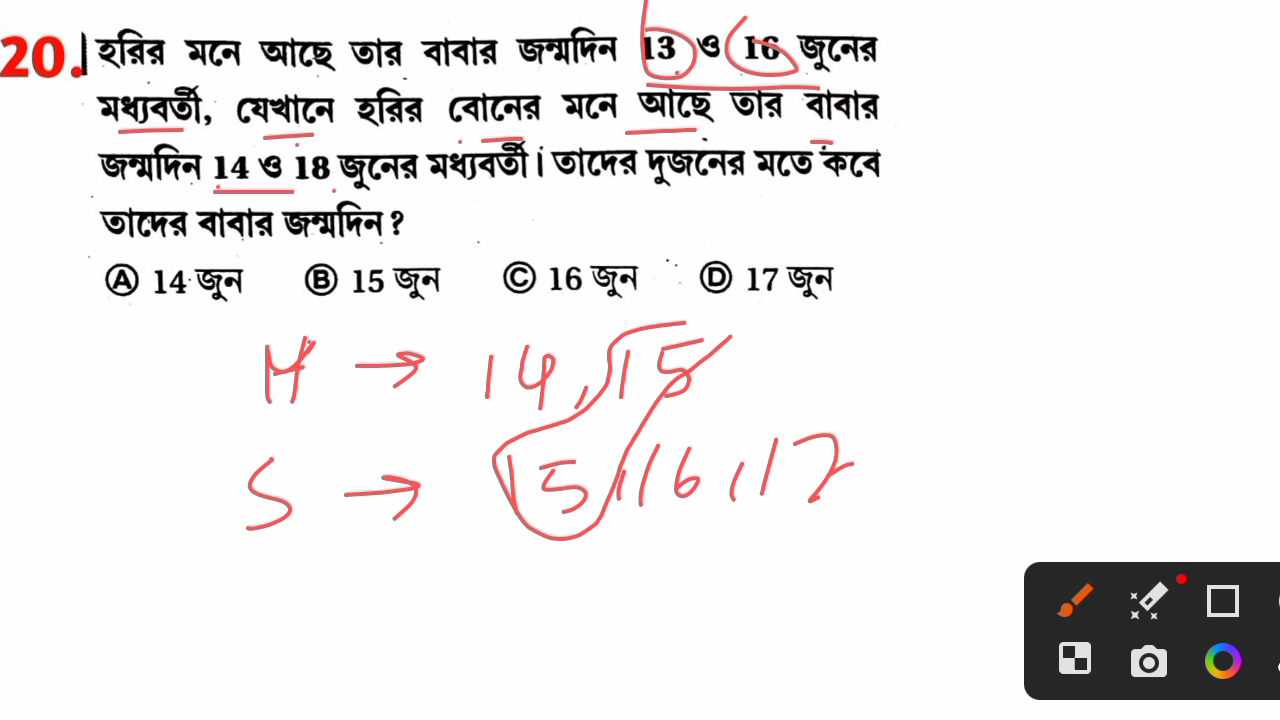 20. হরির মনে আছে তার বাবার জন্মদিন 13 ও 16 জুনের
মধ্যবর্তী, যেখানে হরির বোনের মনে আছে তার বাবার
জন্মদিন 14 ও 18 জুনের মধ্যবর্তী। তাদের দুজনের মতে কবে
তাদের বাবার জন্মদিন?
Ⓐ 14 জুন Ⓑ 15 জুন Ⓒ 16 জুন Ⓓ 17 জুন
H → 14, 15
S → 15, 16, 17